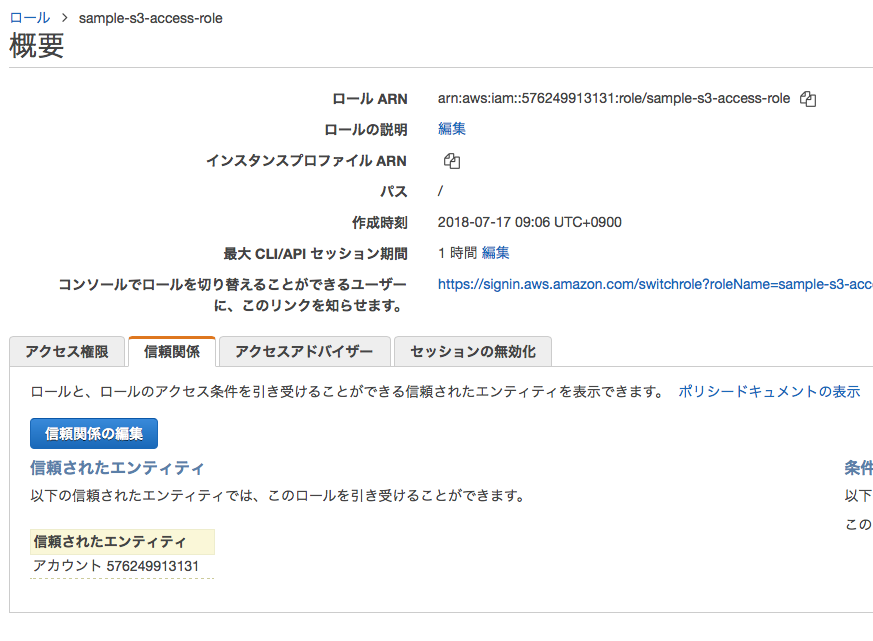 ロール > sample-s3-access-role
概要
ロール ARN arn:aws:iam::576249913131:role/sample-s3-access-role
ロールの説明 編集
インスタンスプロファイル ARN
パス /
作成時刻 2018-07-17 09:06 UTC+0900
最大 CLI/API セッション期間 1 時間 編集
コンソールでロールを切り替えることができるユーザー https://signin.aws.amazon.com/switchrole?roleName=sample-s3-acc
に、このリンクを知らせます。
アクセス権限 信頼関係 アクセスアドバイザー セッションの無効化
ロールと、ロールのアクセス条件を引き受けることができる信頼されたエンティティを表示できます。 ポリシードキュメントの表示
信頼関係の編集
信頼されたエンティティ 条件
以下の信頼されたエンティティでは、このロールを引き受けることができます。 以下
この
信頼されたエンティティ
アカウント 576249913131